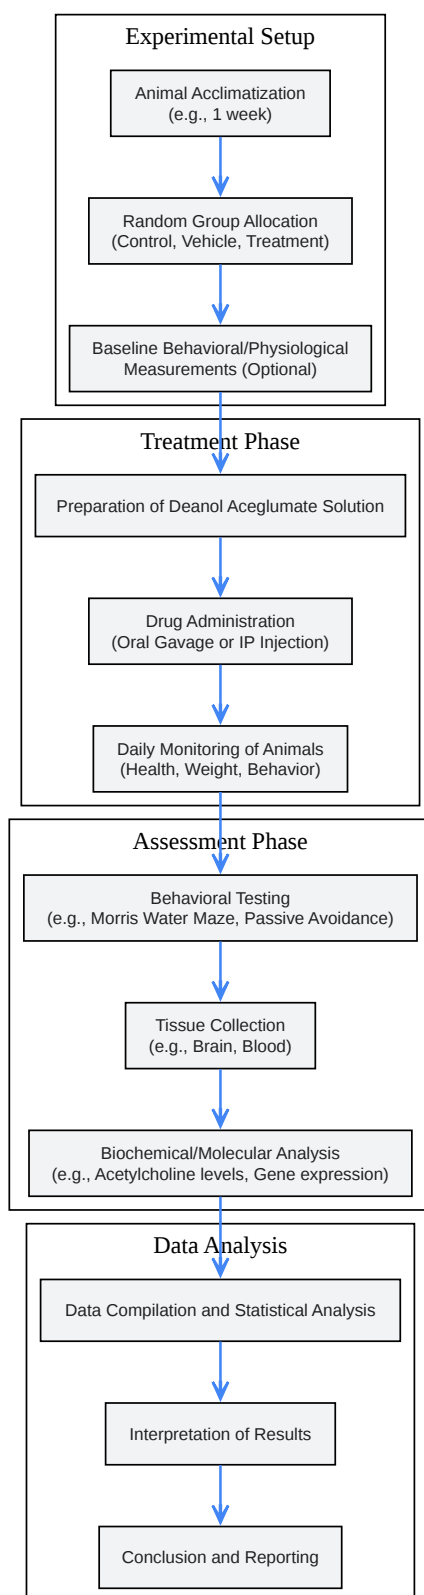 Experimental Setup
Animal Acclimatization
(e.g., 1 week)
Random Group Allocation
(Control, Vehicle, Treatment)
Baseline Behavioral/Physiological
Measurements (Optional)
Treatment Phase
Preparation of Deanol Aceglumate Solution
Drug Administration
(Oral Gavage or IP Injection)
Daily Monitoring of Animals
(Health, Weight, Behavior)
Assessment Phase
Behavioral Testing
(e.g., Morris Water Maze, Passive Avoidance)
Tissue Collection
(e.g., Brain, Blood)
Biochemical/Molecular Analysis
(e.g., Acetylcholine levels, Gene expression)
Data Analysis
Data Compilation and Statistical Analysis
Interpretation of Results
Conclusion and Reporting